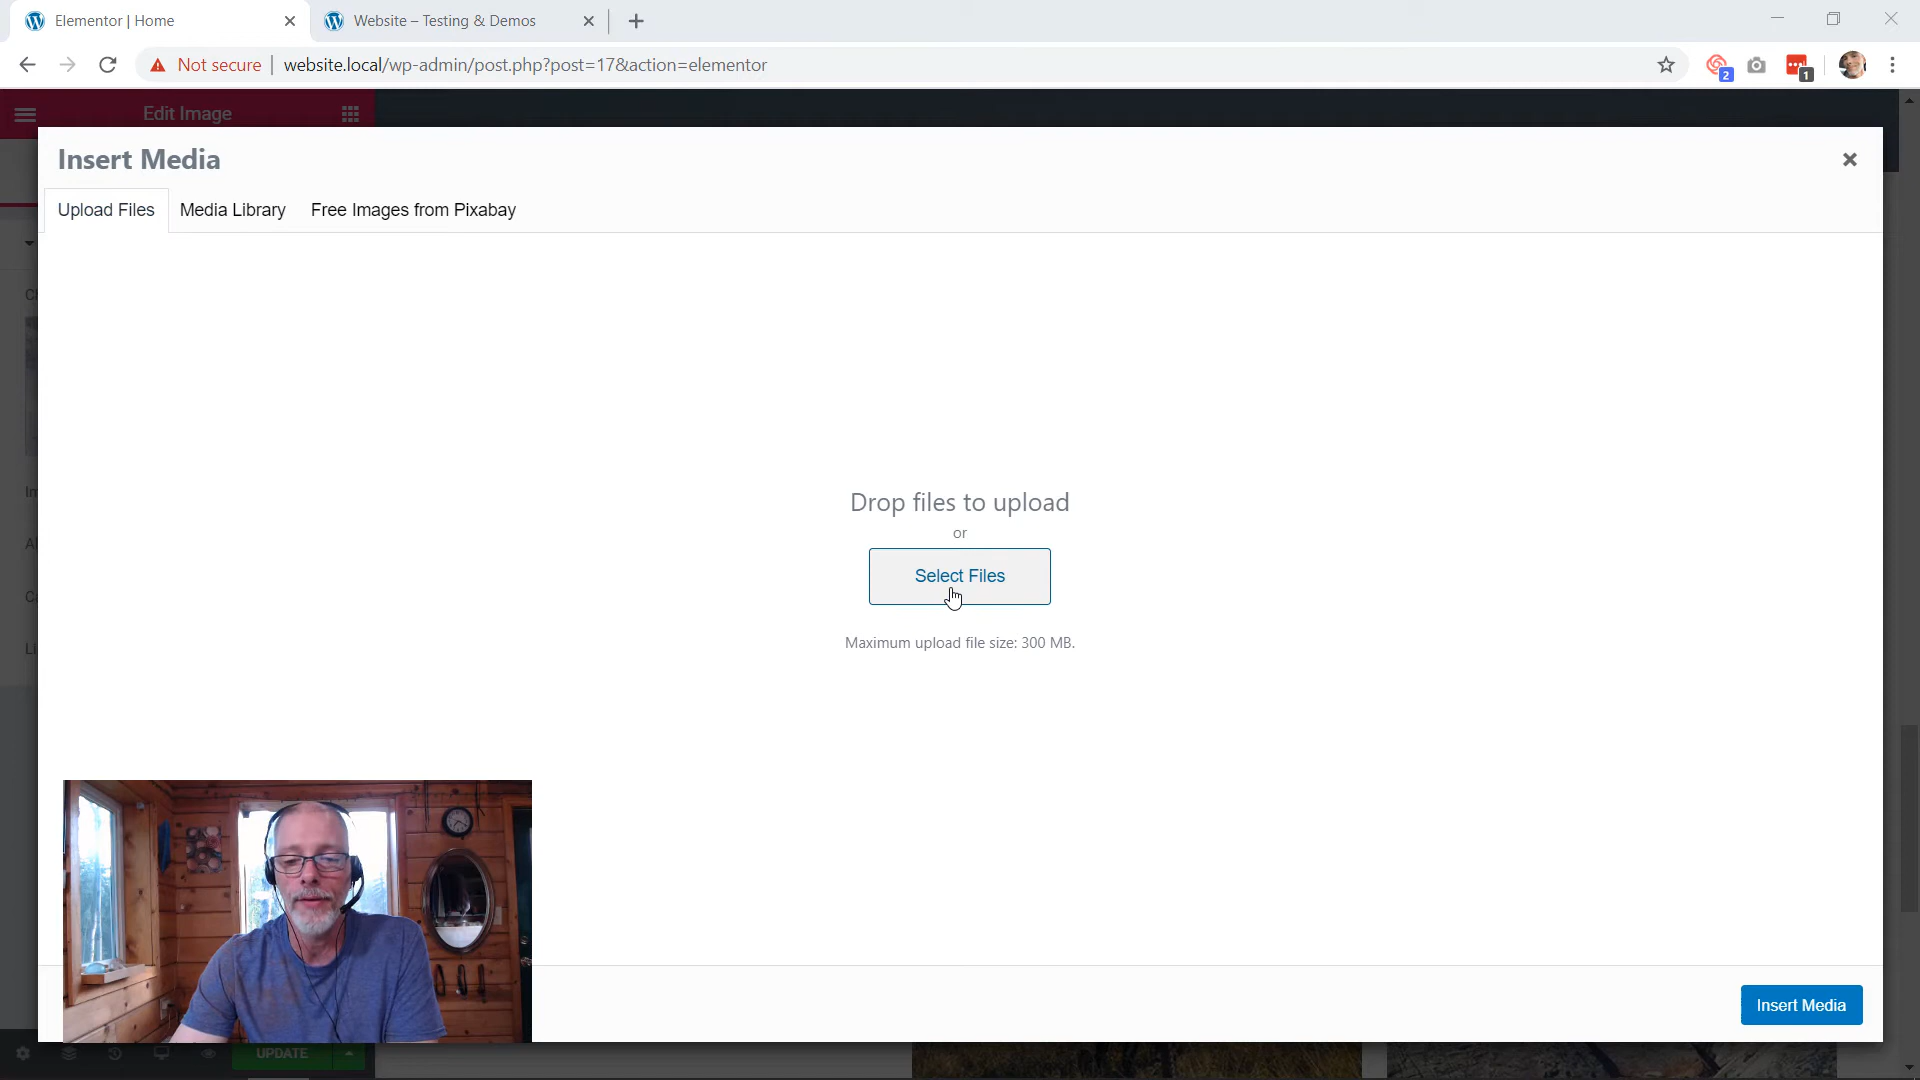 Elementor | Home
Website – Testing & Demos
Not secure
website.local/wp-admin/post.php?post=17&action=elementor
2
1
Edit Image
Insert Media
Upload Files
Media Library
Free Images from Pixabay
Drop files to upload
or
Select Files
Maximum upload file size: 300 MB.
Insert Media
UPDATE